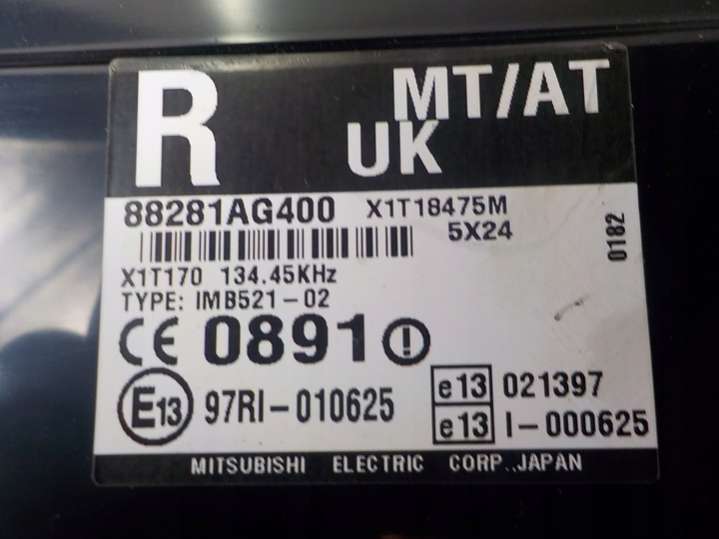 R MT/AT
UK
88281AG400 X1T18475M
5X24
0182
X1T170 134.45KHz
TYPE: IMB521-02
CE 0891
E13 97RI-010625
e13 021397
e13 I-000625
MITSUBISHI ELECTRIC CORP.,JAPAN